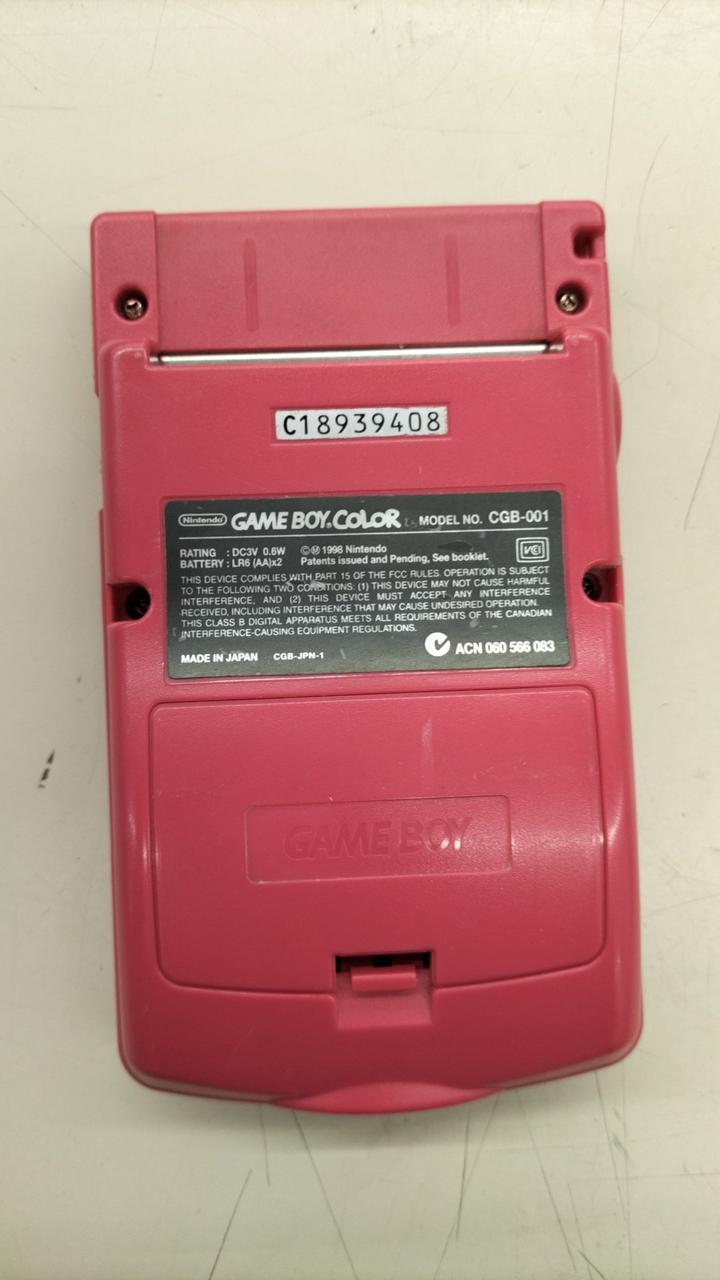 C18939408
Nintendo GAME BOY COLOR MODEL NO. CGB-001
RATING : DC3V 0.6W ©Ⓜ 1998 Nintendo
BATTERY : LR6 (AA)x2 Patents issued and Pending, See booklet.
VCI
THIS DEVICE COMPLIES WITH PART 15 OF THE FCC RULES. OPERATION IS SUBJECT
TO THE FOLLOWING TWO CONDITIONS: (1) THIS DEVICE MAY NOT CAUSE HARMFUL
INTERFERENCE, AND (2) THIS DEVICE MUST ACCEPT ANY INTERFERENCE
RECEIVED, INCLUDING INTERFERENCE THAT MAY CAUSE UNDESIRED OPERATION.
THIS CLASS B DIGITAL APPARATUS MEETS ALL REQUIREMENTS OF THE CANADIAN
INTERFERENCE-CAUSING EQUIPMENT REGULATIONS.
MADE IN JAPAN CGB-JPN-1 ACN 060 566 083
GAME BOY